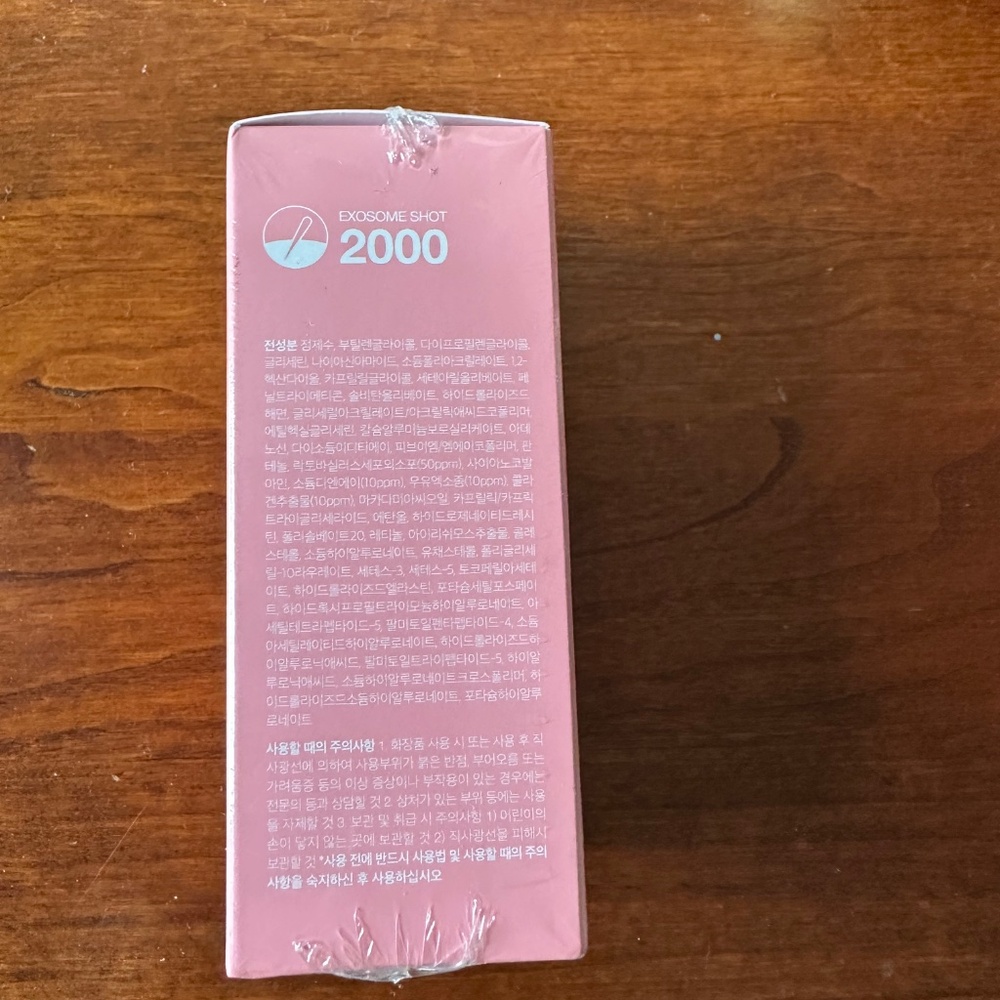 EXOSOME SHOT
2000
전성분 정제수, 부틸렌글라이콜, 다이프로필렌글라이콜,
글리세린, 나이아신아마이드, 소듐폴리아크릴레이트, 1,2-
헥산다이올, 카프릴릴글라이콜, 세테아릴올리베이트, 페
닐트라이메티콘, 솔비탄올리베이트, 하이드롤라이즈드
해면, 글리세릴아크릴레이트/아크릴릭애씨드코폴리머,
에틸헥실글리세린, 칼슘알루미늄보로실리케이트, 아데
노신, 다이소듐이디티에이, 피브이엠/엠에이코폴리머, 판
테놀, 락토바실러스세포외소포(50ppm), 사이아노코발
아민, 소듐디엔에이(10ppm), 우유엑소좀(10ppm), 콜라
겐추출물(10ppm), 마카다미아씨오일, 카프릴릭/카프릭
트라이글리세라이드, 에탄올, 하이드로제네이티드레시
틴, 폴리솔베이트20, 레티놀, 아이리쉬모스추출물, 콜레
스테롤, 소듐하이알루로네이트, 유채스테롤, 폴리글리세
릴-10라우레이트, 세테스-3, 세테스-5, 토코페릴아세테
이트, 하이드롤라이즈드엘라스틴, 포타슘세틸포스페이
트, 하이드록시프로필트라이모늄하이알루로네이트, 아
세틸테트라펩타이드-5, 팔미토일펜타펩타이드-4, 소듐
아세틸레이티드하이알루로네이트, 하이드롤라이즈드하
이알루로닉애씨드, 팔미토일트라이펩타이드-5, 하이알
루로닉애씨드, 소듐하이알루로네이트크로스폴리머, 하
이드롤라이즈드소듐하이알루로네이트, 포타슘하이알루
로네이트
사용할 때의 주의사항 1. 화장품 사용 시 또는 사용 후 직
사광선에 의하여 사용부위가 붉은 반점, 부어오름 또는
가려움증 등의 이상 증상이나 부작용이 있는 경우에는
전문의 등과 상담할 것 2. 상처가 있는 부위 등에는 사용
을 자제할 것 3. 보관 및 취급 시 주의사항 1) 어린이의
손이 닿지 않는 곳에 보관할 것 2) 직사광선을 피해서
보관할 것 *사용 전에 반드시 사용법 및 사용할 때의 주의
사항을 숙지하신 후 사용하십시오